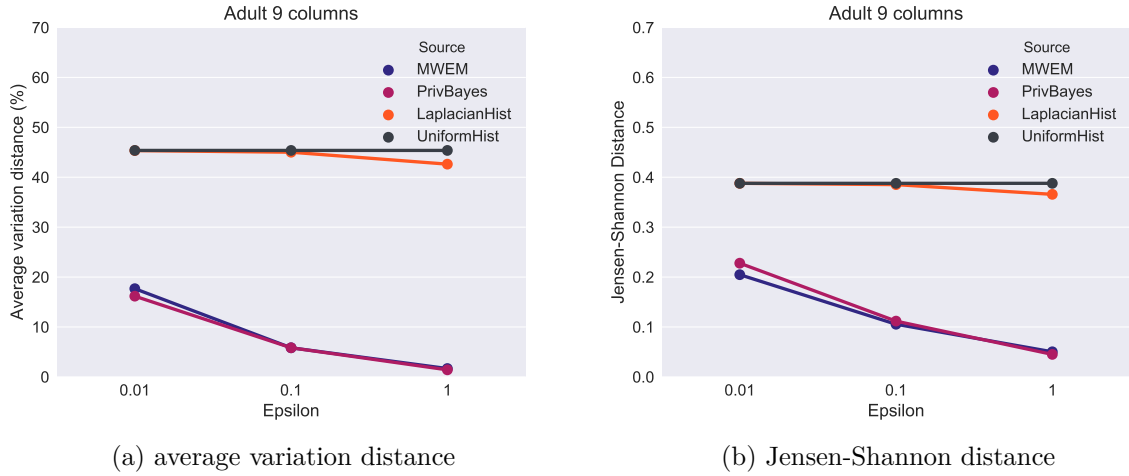 Adult 9 columns
70
60
50
40
30
20
10
0
Average variation distance (%)
Source
MWEM
PrivBayes
LaplacianHist
UniformHist
0.01 0.1 1
Epsilon
(a) average variation distance
Adult 9 columns
0.7
0.6
0.5
0.4
0.3
0.2
0.1
0.0
Jensen-Shannon Distance
Source
MWEM
PrivBayes
LaplacianHist
UniformHist
0.01 0.1 1
Epsilon
(b) Jensen-Shannon distance